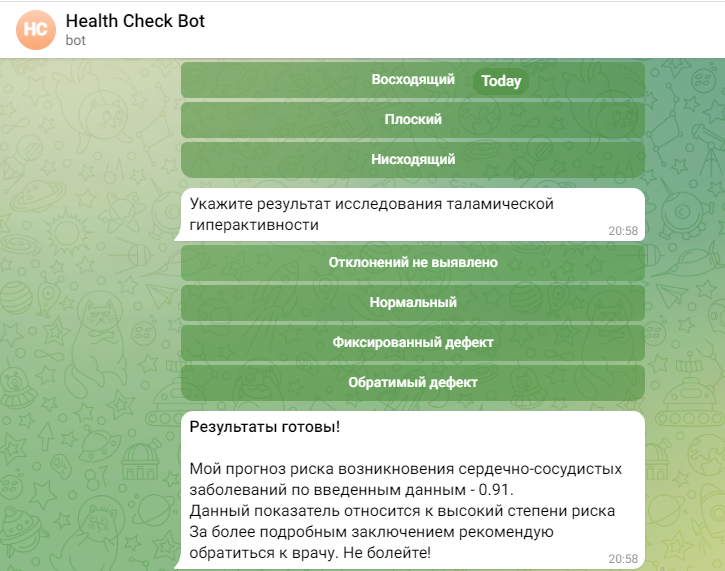 HC
Health Check Bot
bot
Восходящий
Today
Плоский
Нисходящий
Укажите результат исследования таламической
гиперактивности
20:58
Отклонений не выявлено
Нормальный
Фиксированный дефект
Обратимый дефект
Результаты готовы!
Мой прогноз риска возникновения сердечно-сосудистых
заболеваний по введенным данным - 0.91.
Данный показатель относится к высокий степени риска
За более подробным заключением рекомендую
обратиться к врачу. Не болейте!
20:58